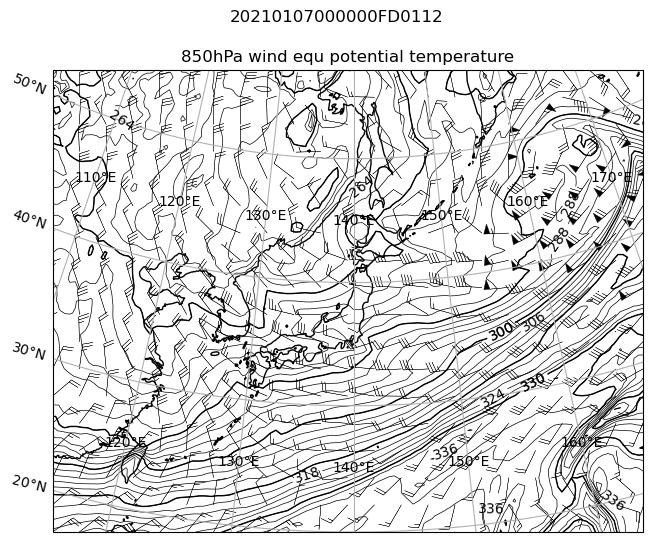 20210107000000FD0112
850hPa wind equ potential temperature
50°N
264
2
110°E
170°E
264
120°E
160°E
288
130°E
150°E
40°N
140°E
288
306
300
30°N
330
324
120°E
160°E
336
130°E
150°E
140°E
318
20°N
336
336